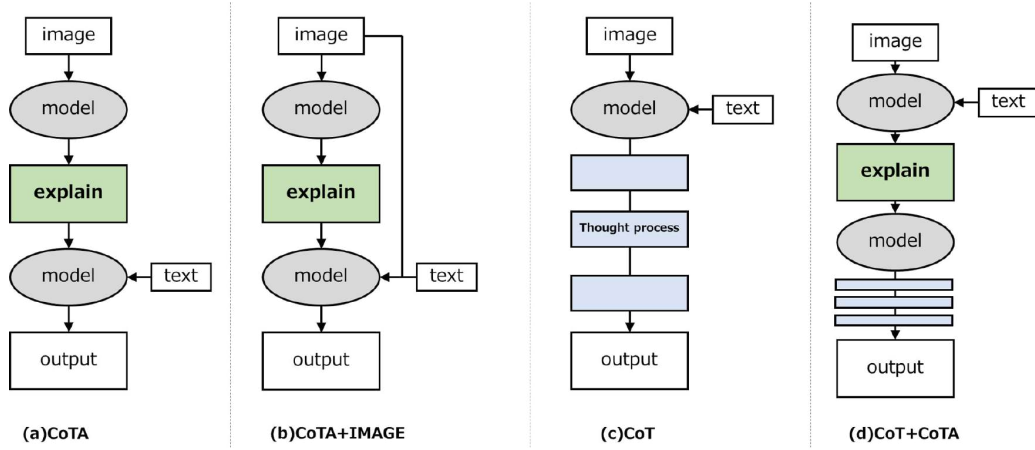 image
model
explain
model
text
output
(a)CoTA
image
model
explain
model
text
output
(b)CoTA+IMAGE
image
model
text
Thought process
output
(c)CoT
image
model
text
explain
model
output
(d)CoT+CoTA